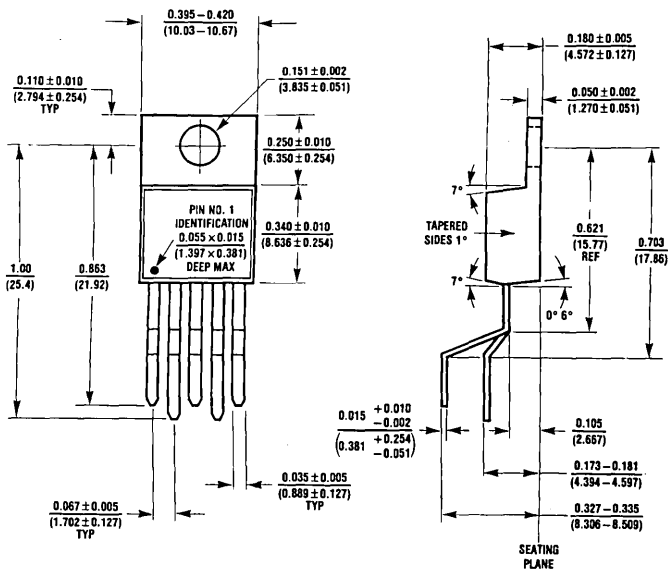 0.395–0.420
(10.03–10.67)
0.110 ± 0.010
(2.794 ± 0.254)
TYP
0.151 ± 0.002
(3.835 ± 0.051)
0.250 ± 0.010
(6.350 ± 0.254)
PIN NO. 1
IDENTIFICATION
0.055 × 0.015
(1.397 × 0.381)
DEEP MAX
0.340 ± 0.010
(8.636 ± 0.254)
1.00
(25.4)
0.863
(21.92)
0.067 ± 0.005
(1.702 ± 0.127)
TYP
0.035 ± 0.005
(0.889 ± 0.127)
TYP
0.180 ± 0.005
(4.572 ± 0.127)
0.050 ± 0.002
(1.270 ± 0.051)
7°
TAPERED
SIDES 1°
0.621
(15.77)
REF
0.703
(17.86)
7°
0° 6°
0.015 +0.010 −0.002
(0.381 +0.254 −0.051)
0.105
(2.667)
0.173–0.181
(4.394–4.597)
0.327–0.335
(8.306–8.509)
SEATING
PLANE